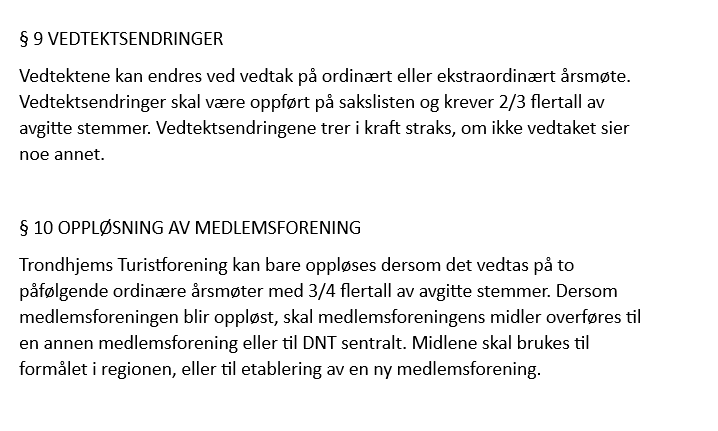 § 9 VEDTEKTSENDRINGER
Vedtektene kan endres ved vedtak på ordinært eller ekstraordinært årsmøte.
Vedtektsendringer skal være oppført på sakslisten og krever 2/3 flertall av
avgitte stemmer. Vedtektsendringene trer i kraft straks, om ikke vedtaket sier
noe annet.
§ 10 OPPLØSNING AV MEDLEMSFORENING
Trondhjems Turistforening kan bare oppløses dersom det vedtas på to
påfølgende ordinære årsmøter med 3/4 flertall av avgitte stemmer. Dersom
medlemsforeningen blir oppløst, skal medlemsforeningens midler overføres til
en annen medlemsforening eller til DNT sentralt. Midlene skal brukes til
formålet i regionen, eller til etablering av en ny medlemsforening.